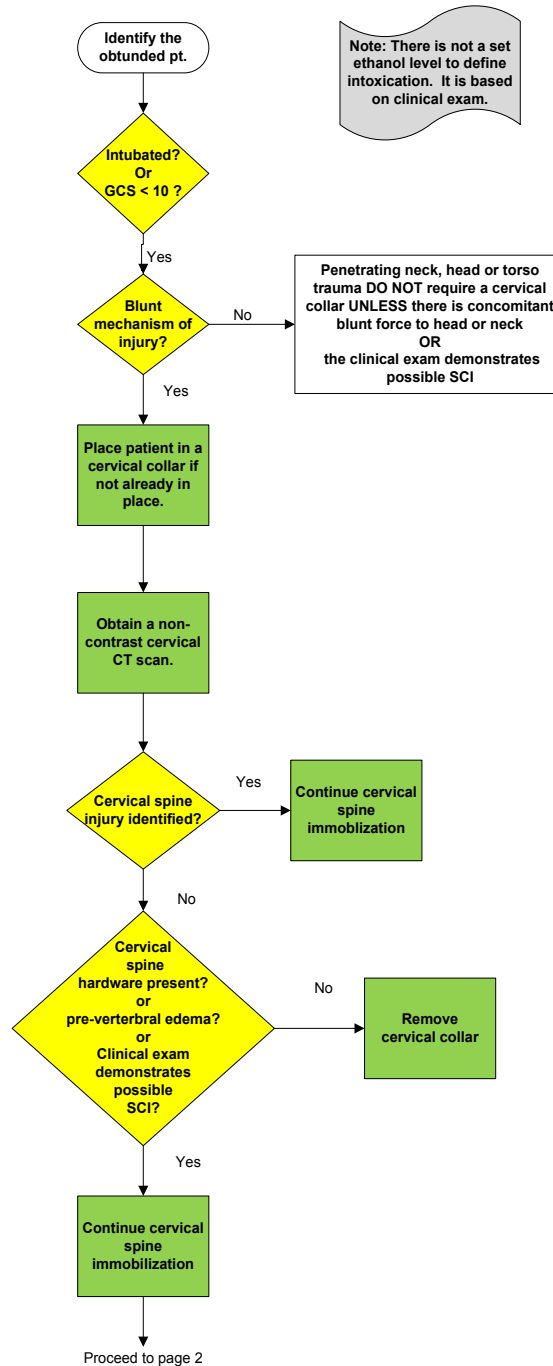 Identify the
obtunded pt.
Note: There is not a set
ethanol level to define
intoxication. It is based
on clinical exam.
Intubated?
Or
GCS < 10 ?
Yes
Blunt
mechanism of
injury?
No
Penetrating neck, head or torso
trauma DO NOT require a cervical
collar UNLESS there is concomitant
blunt force to head or neck
OR
the clinical exam demonstrates
possible SCI
Yes
Place patient in a
cervical collar if
not already in
place.
Obtain a non-
contrast cervical
CT scan.
Cervical spine
injury identified?
Yes
Continue cervical
spine
immoblization
No
Cervical
spine
hardware present?
or
pre-verterbral edema?
or
Clinical exam
demonstrates
possible
SCI?
No
Remove
cervical collar
Yes
Continue cervical
spine
immobilization
Proceed to page 2